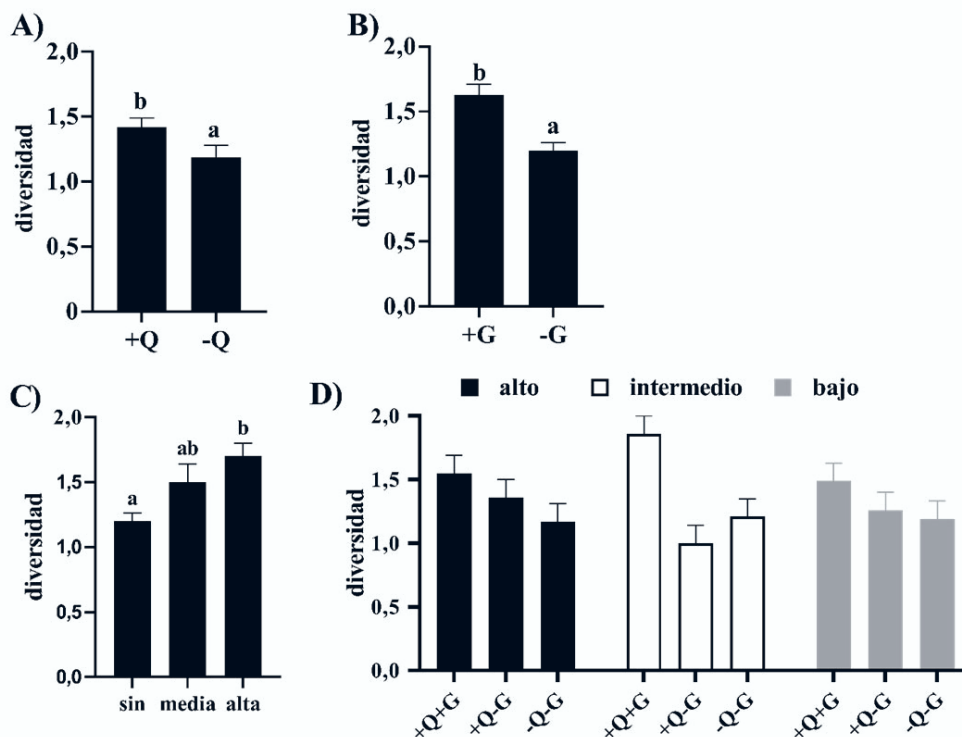 A)
diversidad
2,0
1,5
1,0
0,5
0
b
a
+Q
-Q
B)
diversidad
2,0
1,5
1,0
0,5
0,0
b
a
+G
-G
C)
diversidad
2,0
1,5
1,0
0,5
0,0
a
ab
b
sin
media
alta
D)
alto
intermedio
bajo
diversidad
2,0
1,5
1,0
0,5
0,0
+Q+G
+Q-G
-Q-G
+Q+G
+Q-G
-Q-G
+Q+G
+Q-G
-Q-G